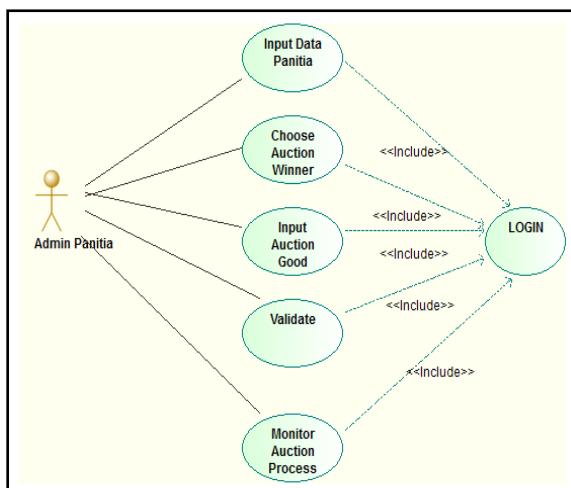 Input Data
Panitia
Choose
Auction
Winner
<<Include>>
Admin Panitia
Input
Auction
Good
<<Include>>
<<Include>>
LOGIN
Validate
<<Include>>
<<Include>>
Monitor
Auction
Process